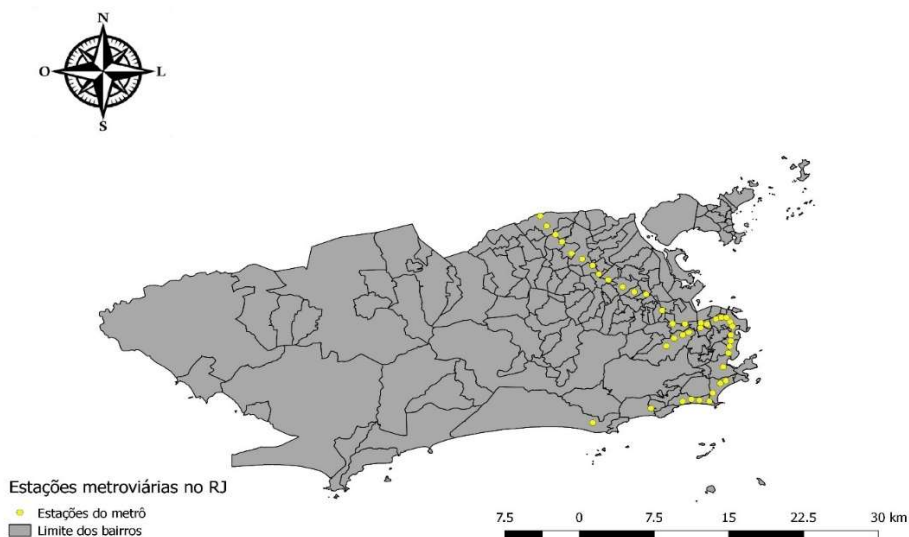 N
O L
S
Estações metroviárias no RJ
Estações do metrô
Limite dos bairros
7.5 0 7.5 15 22.5 30 km